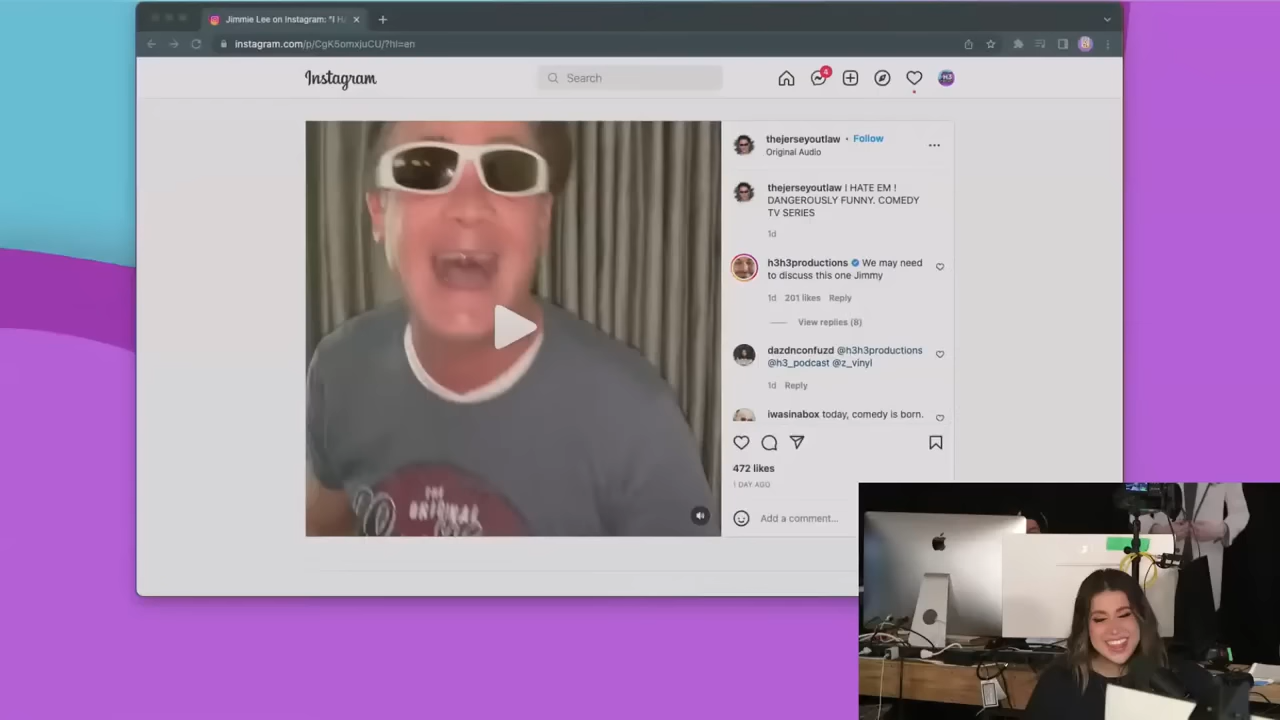 Jimmie Lee on Instagram: "I H
instagram.com/p/CgK5omxjuCU/?hl=en
Instagram
Search
4
H3
thejerseyoutlaw • Follow
Original Audio
thejerseyoutlaw I HATE EM !
DANGEROUSLY FUNNY. COMEDY
TV SERIES
1d
h3h3productions We may need
to discuss this one Jimmy
1d 201 likes Reply
View replies (8)
dazdnconfuzd @h3h3productions
@h3_podcast @z_vinyl
1d Reply
iwasinabox today, comedy is born.
472 likes
1 DAY AGO
Add a comment...
THE
ORIGINAL